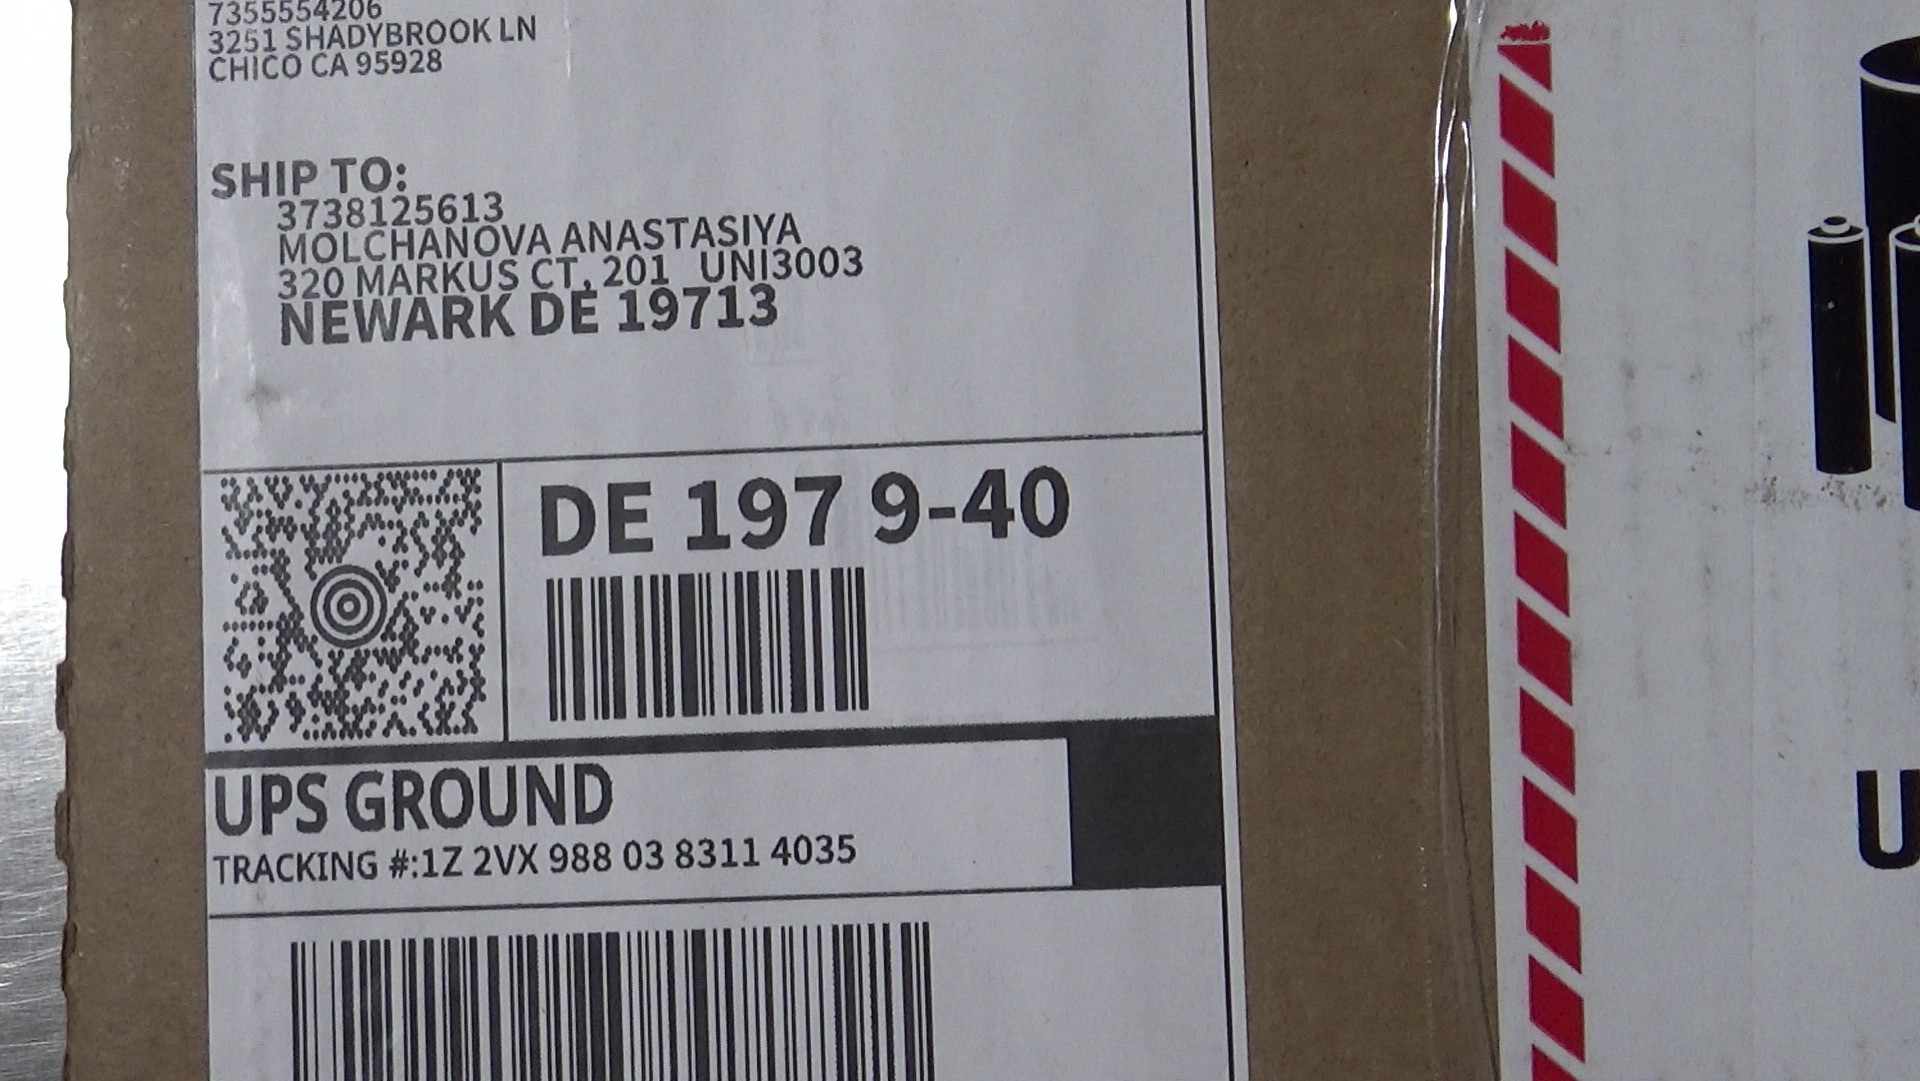 7355554206
3251 SHADYBROOK LN
CHICO CA 95928
SHIP TO:
3738125613
MOLCHANOVA ANASTASIYA
320 MARKUS CT, 201 UNI3003
NEWARK DE 19713
DE 197 9-40
UPS GROUND
TRACKING #:1Z 2VX 988 03 8311 4035
U